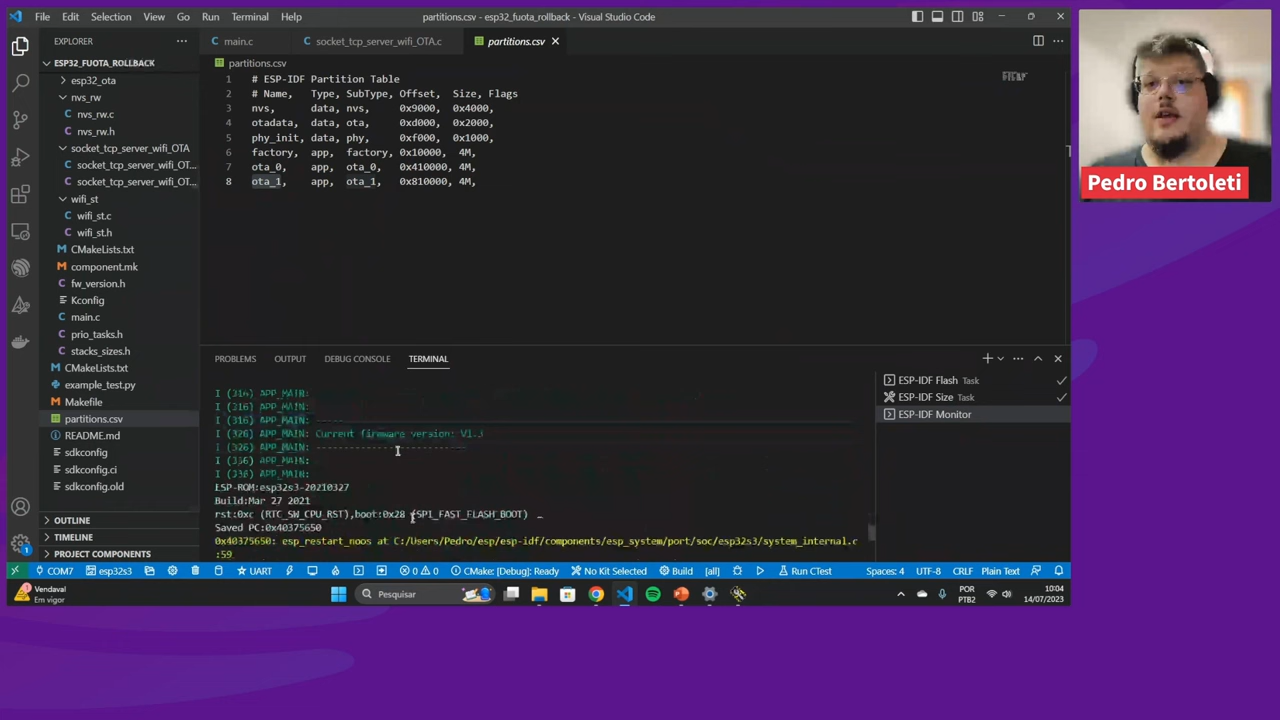 File Edit Selection View Go Run Terminal Help
partitions.csv - esp32_fuota_rollback - Visual Studio Code
EXPLORER
ESP32_FUOTA_ROLLBACK
esp32_ota
nvs_rw
nvs_rw.c
nvs_rw.h
socket_tcp_server_wifi_OTA
socket_tcp_server_wifi_OT...
socket_tcp_server_wifi_OT...
wifi_st
wifi_st.c
wifi_st.h
CMakeLists.txt
component.mk
fw_version.h
Kconfig
main.c
prio_tasks.h
stacks_sizes.h
CMakeLists.txt
example_test.py
Makefile
partitions.csv
README.md
sdkconfig
sdkconfig.ci
sdkconfig.old
OUTLINE
TIMELINE
PROJECT COMPONENTS
main.c socket_tcp_server_wifi_OTA.c partitions.csv
partitions.csv
1 # ESP-IDF Partition Table
2 # Name, Type, SubType, Offset, Size, Flags
3 nvs, data, nvs, 0x9000, 0x4000,
4 otadata, data, ota, 0xd000, 0x2000,
5 phy_init, data, phy, 0xf000, 0x1000,
6 factory, app, factory, 0x10000, 4M,
7 ota_0, app, ota_0, 0x410000, 4M,
8 ota_1, app, ota_1, 0x810000, 4M,
PROBLEMS OUTPUT DEBUG CONSOLE TERMINAL
I (316) APP_MAIN:
I (316) APP_MAIN:
I (316) APP_MAIN:
I (326) APP_MAIN: Current firmware version: V1.3
I (326) APP_MAIN: --------------------------
I (336) APP_MAIN:
I (336) APP_MAIN:
ESP-ROM:esp32s3-20210327
Build:Mar 27 2021
rst:0xc (RTC_SW_CPU_RST),boot:0x28 (SPI_FAST_FLASH_BOOT)
Saved PC:0x40375650
0x40375650: esp_restart_noos at C:/Users/Pedro/esp/esp-idf/components/esp_system/port/soc/esp32s3/system_internal.c
:59
ESP-IDF Flash Task
ESP-IDF Size Task
ESP-IDF Monitor
COM7 esp32s3 UART 0 0 CMake: [Debug]: Ready No Kit Selected Build [all] Run CTest Spaces: 4 UTF-8 CRLF Plain Text
Vendaval
Em vigor
Pesquisar
POR
PTB2
10:04
14/07/2023
Pedro Bertoleti